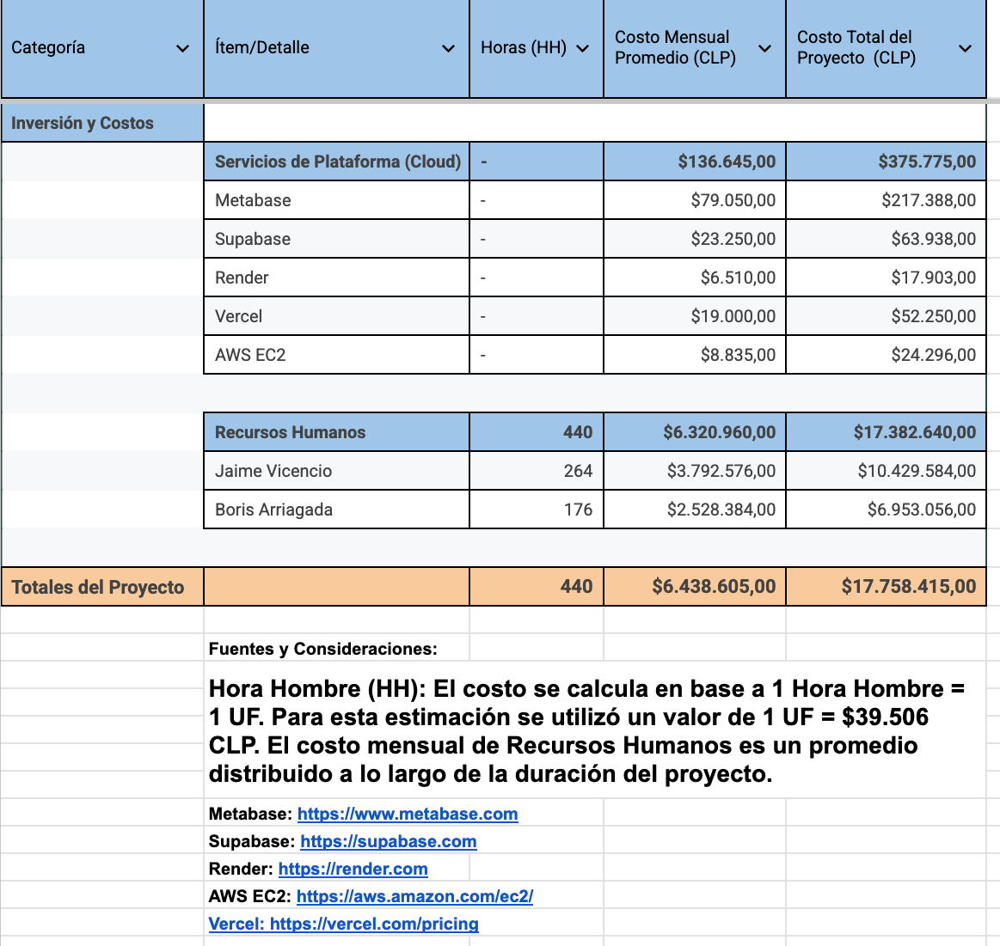 Categoría Ítem/Detalle Horas (HH) Costo Mensual Promedio (CLP) Costo Total del Proyecto (CLP)
Inversión y Costos
Servicios de Plataforma (Cloud) - $136.645,00 $375.775,00
Metabase - $79.050,00 $217.388,00
Supabase - $23.250,00 $63.938,00
Render - $6.510,00 $17.903,00
Vercel - $19.000,00 $52.250,00
AWS EC2 - $8.835,00 $24.296,00
Recursos Humanos 440 $6.320.960,00 $17.382.640,00
Jaime Vicencio 264 $3.792.576,00 $10.429.584,00
Boris Arriagada 176 $2.528.384,00 $6.953.056,00
Totales del Proyecto 440 $6.438.605,00 $17.758.415,00
Fuentes y Consideraciones:
Hora Hombre (HH): El costo se calcula en base a 1 Hora Hombre =
1 UF. Para esta estimación se utilizó un valor de 1 UF = $39.506
CLP. El costo mensual de Recursos Humanos es un promedio
distribuido a lo largo de la duración del proyecto.
Metabase: https://www.metabase.com
Supabase: https://supabase.com
Render: https://render.com
AWS EC2: https://aws.amazon.com/ec2/
Vercel: https://vercel.com/pricing